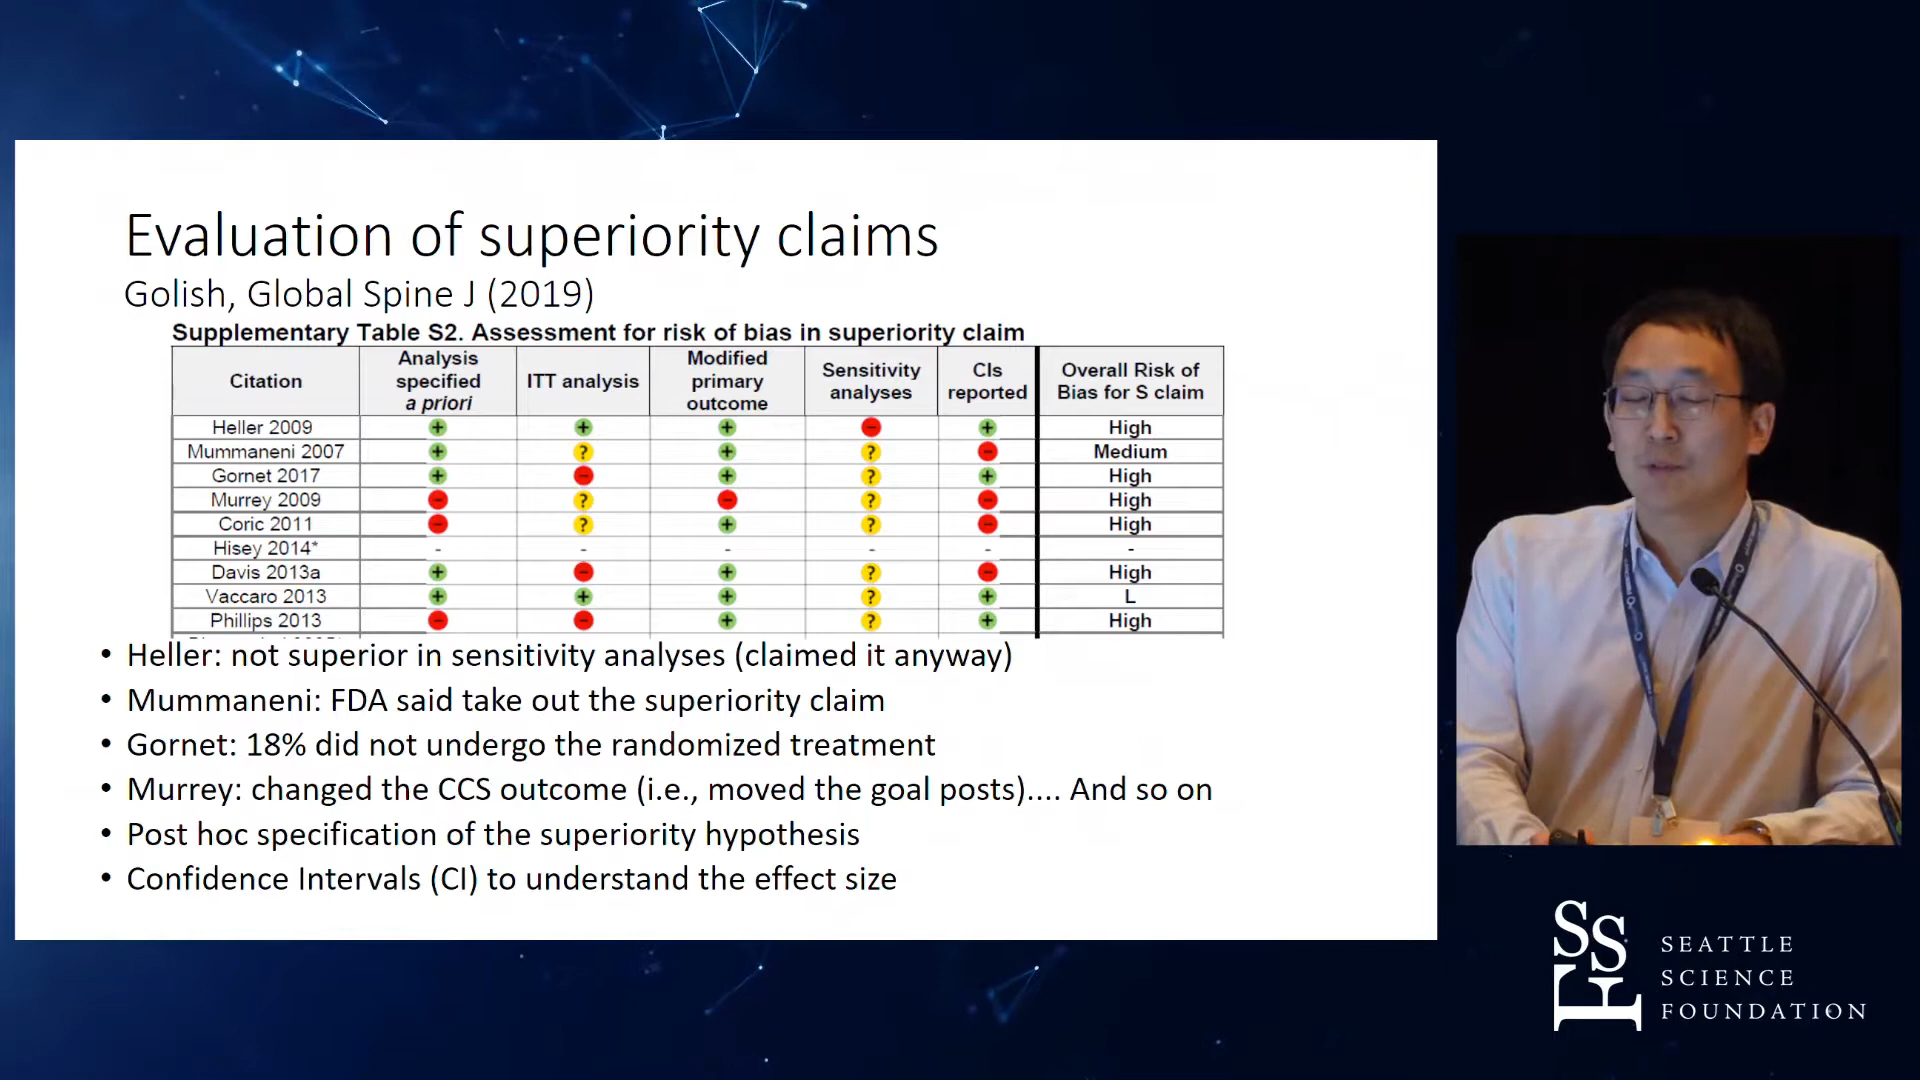 Evaluation of superiority claims
Golish, Global Spine J (2019)
Supplementary Table S2. Assessment for risk of bias in superiority claim
Citation | Analysis specified a priori | ITT analysis | Modified primary outcome | Sensitivity analyses | CIs reported | Overall Risk of Bias for S claim
Heller 2009 | + | + | + | - | + | High
Mummaneni 2007 | + | ? | + | ? | - | Medium
Gornet 2017 | + | - | + | ? | + | High
Murrey 2009 | - | ? | - | ? | - | High
Coric 2011 | - | ? | + | ? | - | High
Hisey 2014* | - | - | - | - | - | -
Davis 2013a | + | - | + | ? | - | High
Vaccaro 2013 | + | + | + | ? | + | L
Phillips 2013 | - | - | + | ? | + | High
• Heller: not superior in sensitivity analyses (claimed it anyway)
• Mummaneni: FDA said take out the superiority claim
• Gornet: 18% did not undergo the randomized treatment
• Murrey: changed the CCS outcome (i.e., moved the goal posts).... And so on
• Post hoc specification of the superiority hypothesis
• Confidence Intervals (CI) to understand the effect size
SSF
SEATTLE
SCIENCE
FOUNDATION